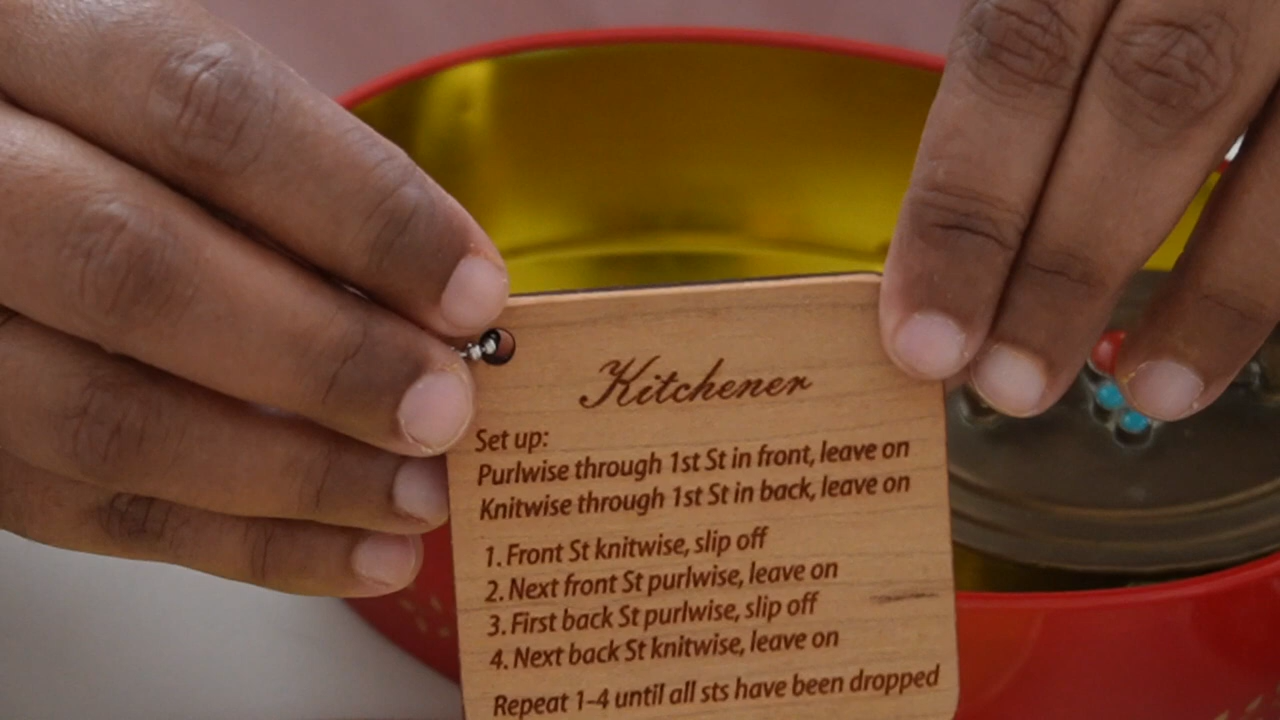 Kitchener
Set up:
Purlwise through 1st St in front, leave on
Knitwise through 1st St in back, leave on
1. Front St knitwise, slip off
2. Next front St purlwise, leave on
3. First back St purlwise, slip off
4. Next back St knitwise, leave on
Repeat 1-4 until all sts have been dropped